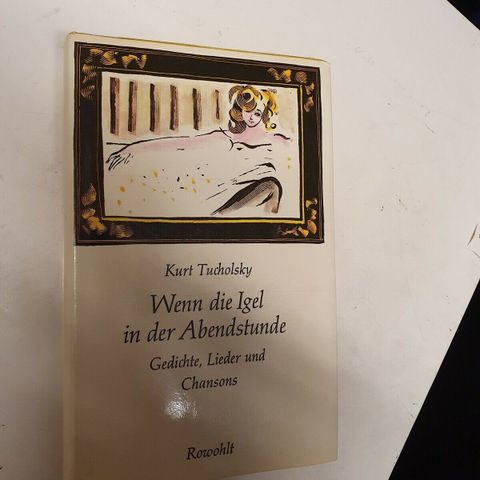 Kurt Tucholsky
Wenn die Igel
in der Abendstunde
Gedichte, Lieder und
Chansons
Rowohlt